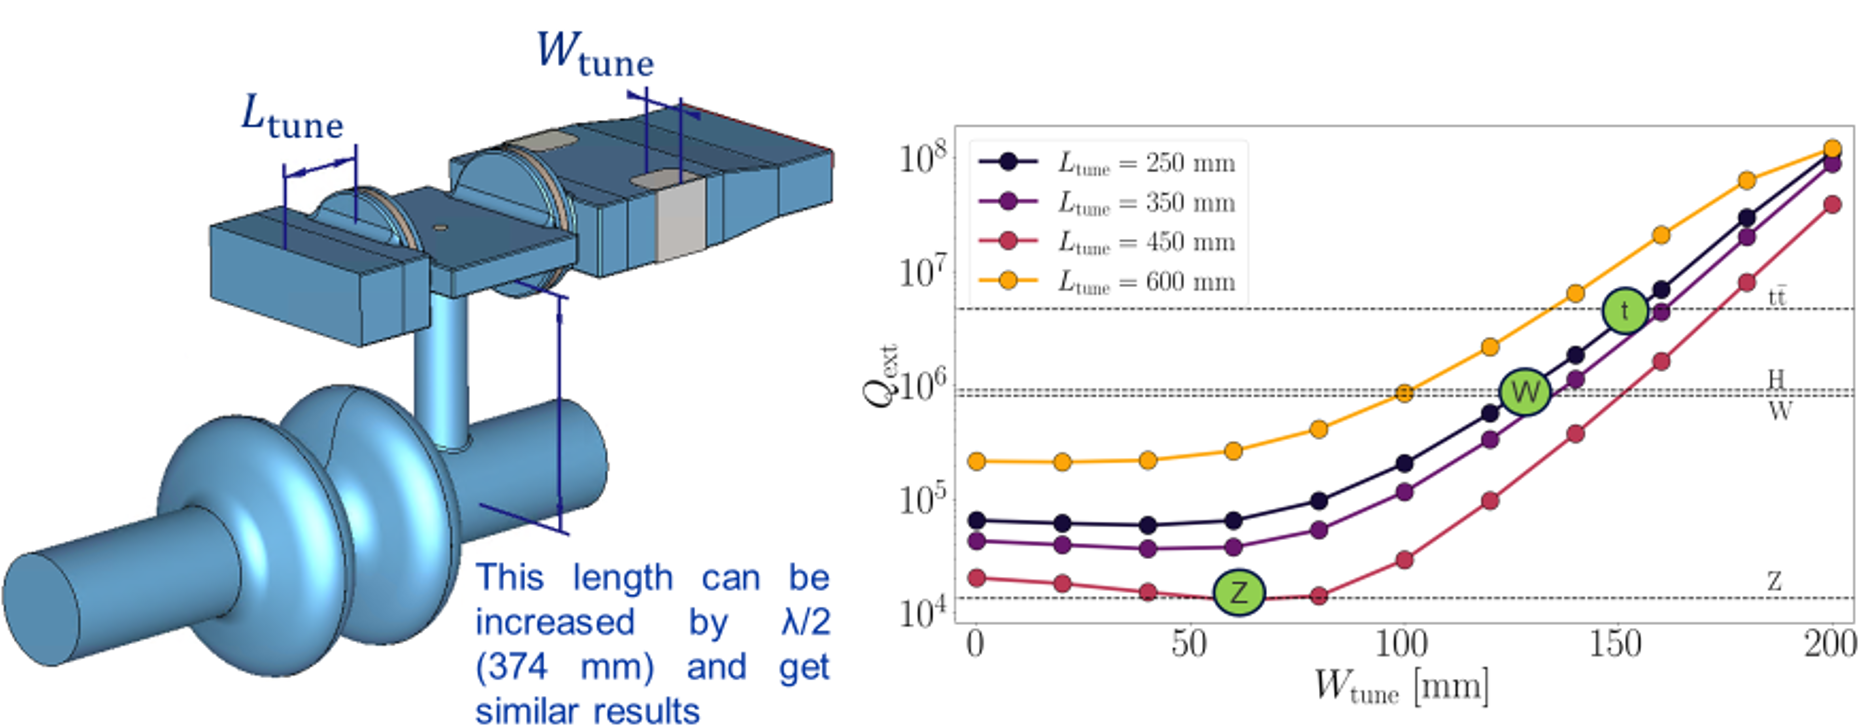 W_tune
L_tune
This length can be
increased by λ/2
(374 mm) and get
similar results
L_tune = 250 mm
L_tune = 350 mm
L_tune = 450 mm
L_tune = 600 mm
10^8
10^7
10^6
10^5
10^4
Q_ext
tt̄
H
W
Z
t
W
Z
0 50 100 150 200
W_tune [mm]